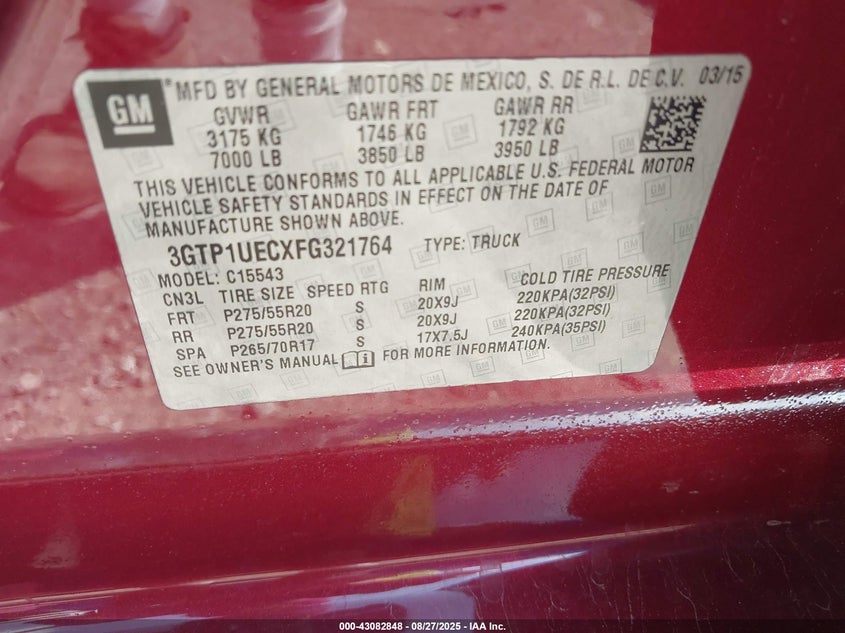 GM
® MFD BY GENERAL MOTORS DE MEXICO, S. DE R.L. DE C.V. 03/15
GVWR GAWR FRT GAWR RR
3175 KG 1746 KG 1792 KG
7000 LB 3850 LB 3950 LB
THIS VEHICLE CONFORMS TO ALL APPLICABLE U.S. FEDERAL MOTOR
VEHICLE SAFETY STANDARDS IN EFFECT ON THE DATE OF
MANUFACTURE SHOWN ABOVE.
3GTP1UECXFG321764 TYPE: TRUCK
MODEL: C15543
CN3L TIRE SIZE SPEED RTG RIM COLD TIRE PRESSURE
FRT P275/55R20 S 20X9J 220KPA(32PSI)
RR P275/55R20 S 20X9J 220KPA(32PSI)
SPA P265/70R17 S 17X7.5J 240KPA(35PSI)
SEE OWNER'S MANUAL FOR MORE INFORMATION.
000-43082848 | 08/27/2025 - IAA Inc.